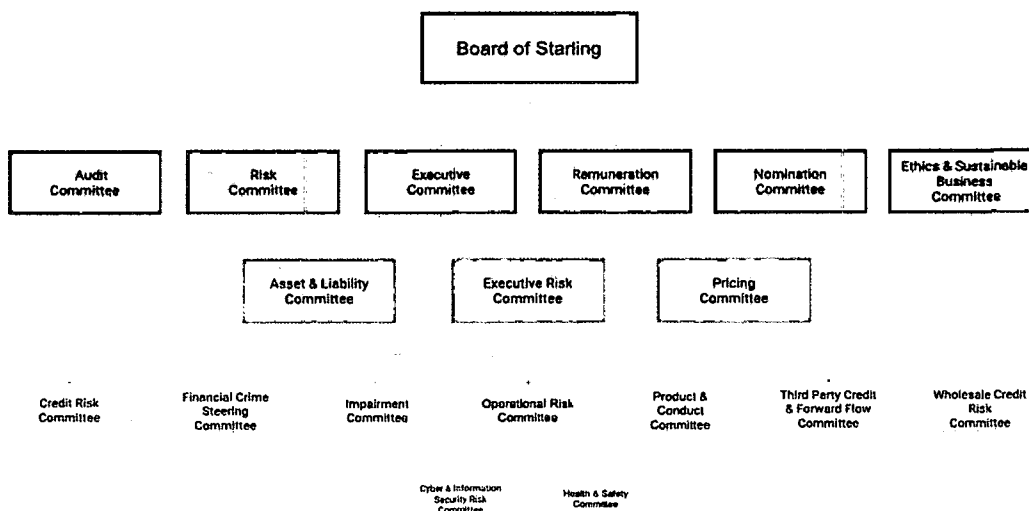 Board of Starling
Audit
Committee
Risk
Committee
Executive
Committee
Remuneration
Committee
Nomination
Committee
Ethics & Sustainable
Business
Committee
Asset & Liability
Committee
Executive Risk
Committee
Pricing
Committee
Credit Risk
Committee
Financial Crime
Steering
Committee
Impairment
Committee
Operational Risk
Committee
Product &
Conduct
Committee
Third Party Credit
& Forward Flow
Committee
Wholesale Credit
Risk
Committee
Cyber & Information
Security Risk
Committee
Health & Safety
Committee